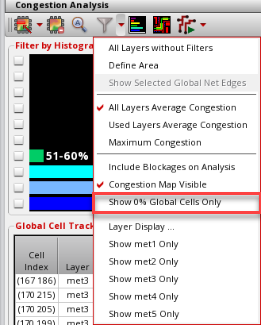 Congestion Analysis
Filter by Histogra
51-60%
All Layers without Filters
Define Area
Show Selected Global Net Edges
All Layers Average Congestion
Used Layers Average Congestion
Maximum Congestion
Include Blockages on Analysis
Congestion Map Visible
Show 0% Global Cells Only
Layer Display ...
Show met1 Only
Show met2 Only
Show met3 Only
Show met4 Only
Show met5 Only
Global Cell Track
Cell Index Layer
(167 186) met3
(170 215) met3
(170 205) met3
(170 199) met3